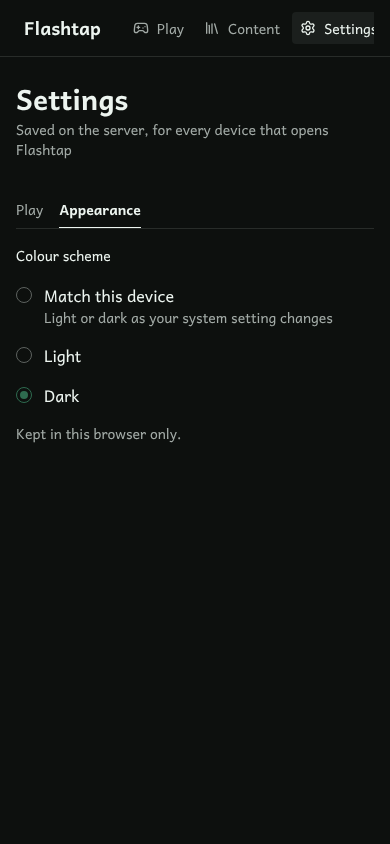 Flashtap Play Content Settings
Settings
Saved on the server, for every device that opens
Flashtap
Play Appearance
Colour scheme
Match this device
Light or dark as your system setting changes
Light
Dark
Kept in this browser only.